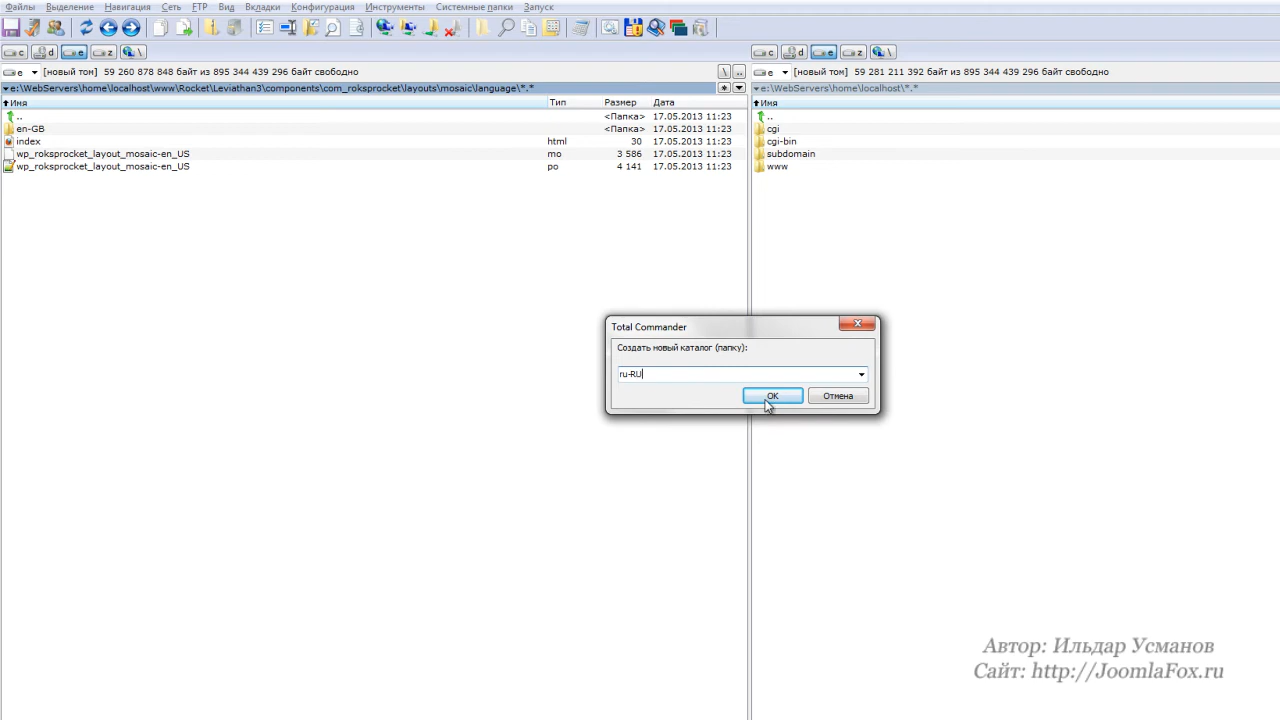 Файлы Выделение Навигация Сеть FTP Вид Вкладки Конфигурация Инструменты Системные папки Запуск
c d e z \
c d e z \
e [новый том] 59 260 878 848 байт из 895 344 439 296 байт свободно \ ..
e [новый том] 59 281 211 392 байт из 895 344 439 296 байт свободно
e:\WebServers\home\localhost\www\Rocket\Leviathan3\components\com_roksprocket\layouts\mosaic\language\*.* *
e:\WebServers\home\localhost\*.*
Имя Тип Размер Дата
.. <Папка> 17.05.2013 11:23
en-GB <Папка> 17.05.2013 11:23
index html 30 17.05.2013 11:23
wp_roksprocket_layout_mosaic-en_US mo 3 586 17.05.2013 11:23
wp_roksprocket_layout_mosaic-en_US po 4 141 17.05.2013 11:23
Имя
..
cgi
cgi-bin
subdomain
www
Total Commander
Создать новый каталог (папку):
ru-RU
OK Отмена
Автор: Ильдар Усманов
Сайт: http://JoomlaFox.ru